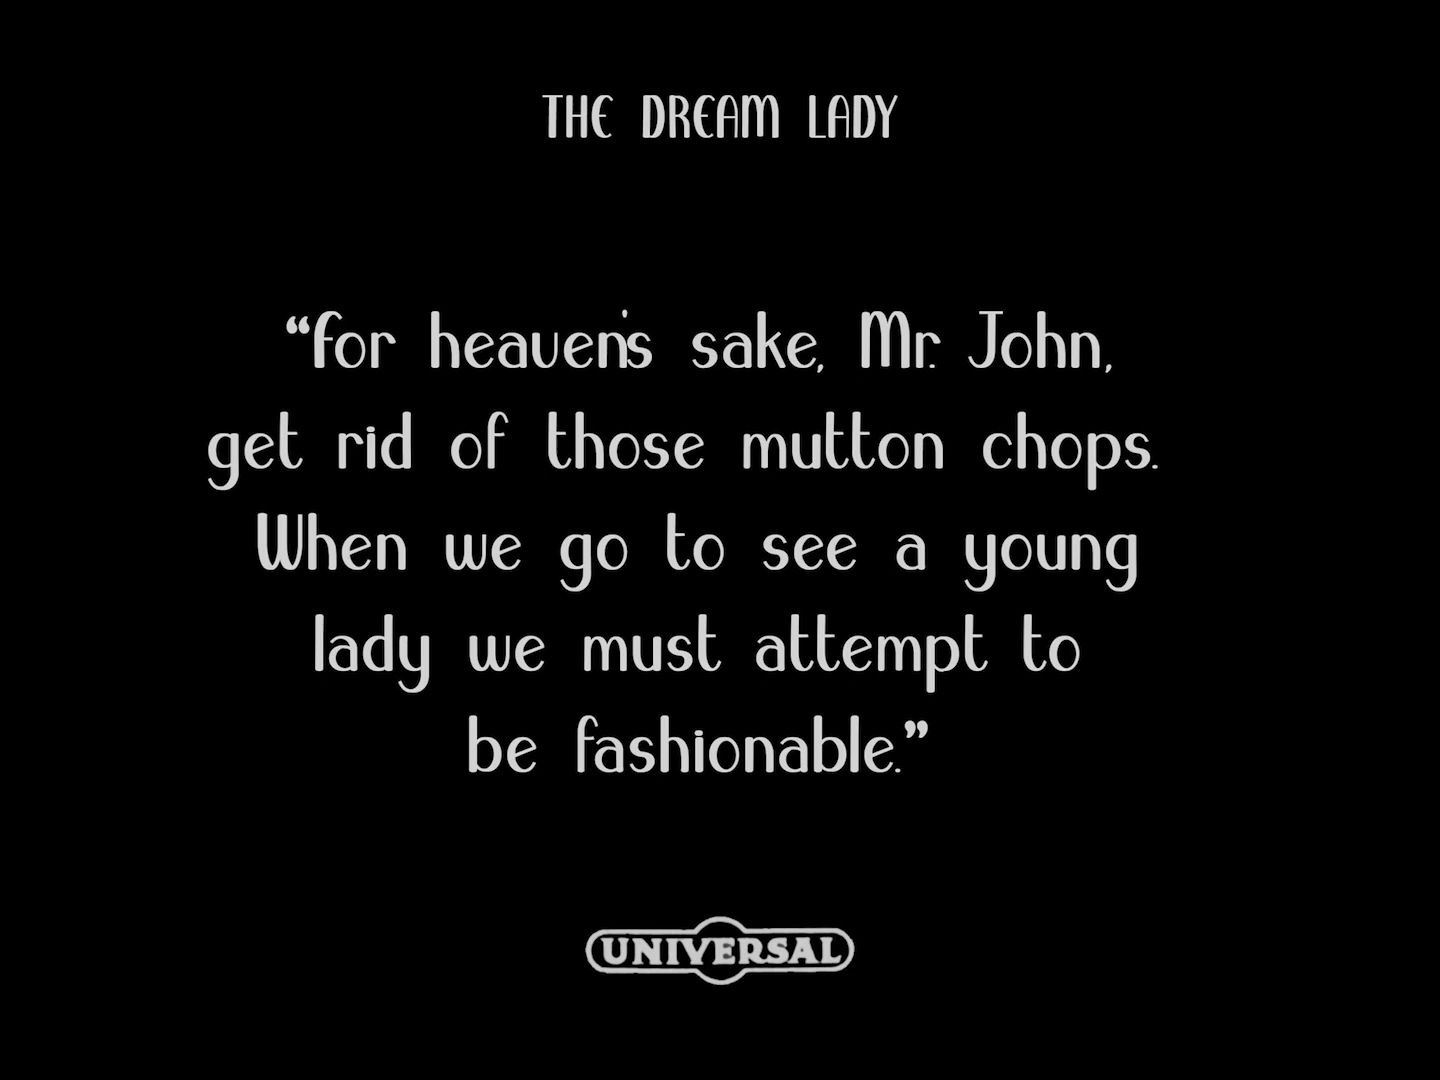 THE DREAM LADY
“For heaven's sake, Mr. John,
get rid of those mutton chops.
When we go to see a young
lady we must attempt to
be fashionable.”
UNIVERSAL